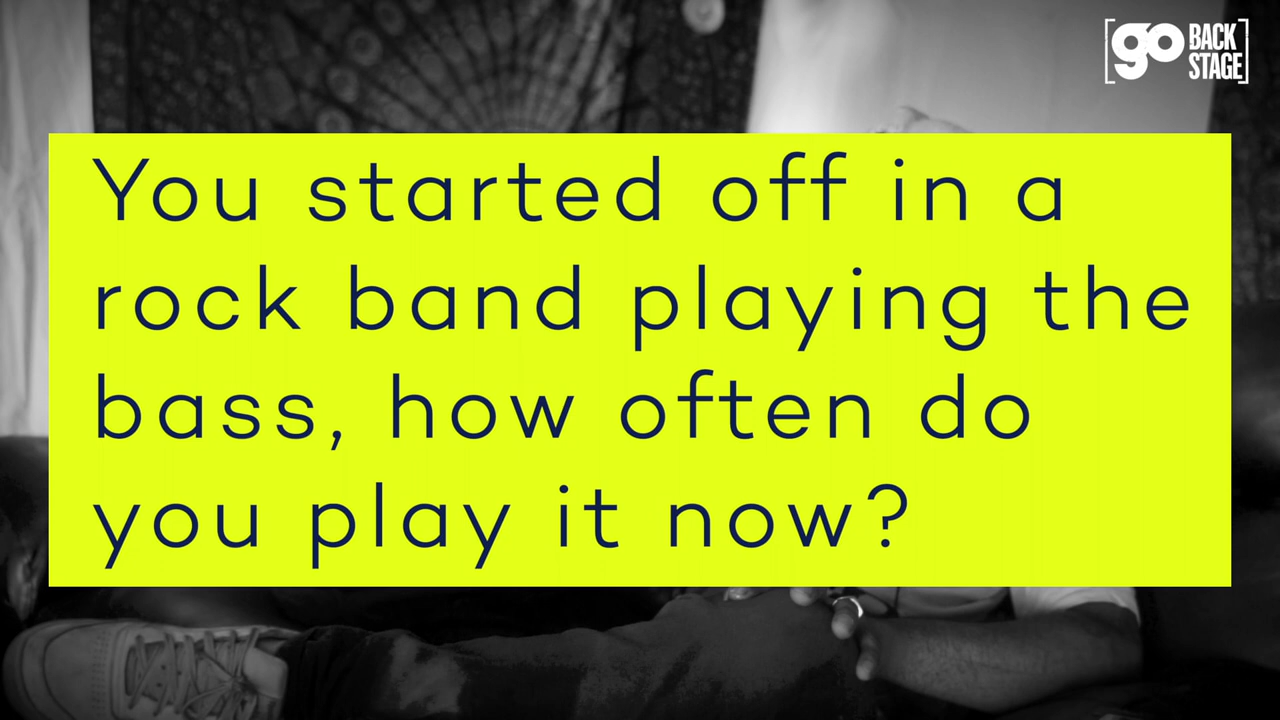 go BACK
STAGE
You started off in a
rock band playing the
bass, how often do
you play it now?